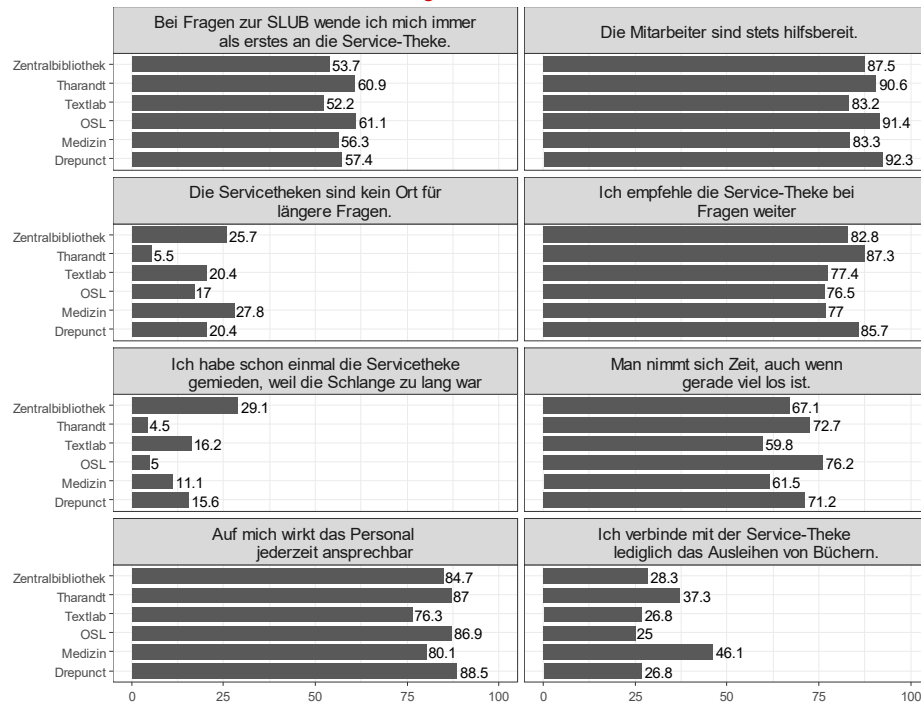 Bei Fragen zur SLUB wende ich mich immer
als erstes an die Service-Theke.
Zentralbibliothek 53.7
Tharandt 60.9
Textlab 52.2
OSL 61.1
Medizin 56.3
Drepunct 57.4
Die Mitarbeiter sind stets hilfsbereit.
87.5
90.6
83.2
91.4
83.3
92.3
Die Servicetheken sind kein Ort für
längere Fragen.
Zentralbibliothek 25.7
Tharandt 5.5
Textlab 20.4
OSL 17
Medizin 27.8
Drepunct 20.4
Ich empfehle die Service-Theke bei
Fragen weiter
82.8
87.3
77.4
76.5
77
85.7
Ich habe schon einmal die Servicetheke
gemieden, weil die Schlange zu lang war
Zentralbibliothek 29.1
Tharandt 4.5
Textlab 16.2
OSL 5
Medizin 11.1
Drepunct 15.6
Man nimmt sich Zeit, auch wenn
gerade viel los ist.
67.1
72.7
59.8
76.2
61.5
71.2
Auf mich wirkt das Personal
jederzeit ansprechbar
Zentralbibliothek 84.7
Tharandt 87
Textlab 76.3
OSL 86.9
Medizin 80.1
Drepunct 88.5
0 25 50 75 100
Ich verbinde mit der Service-Theke
lediglich das Ausleihen von Büchern.
28.3
37.3
26.8
25
46.1
26.8
0 25 50 75 100